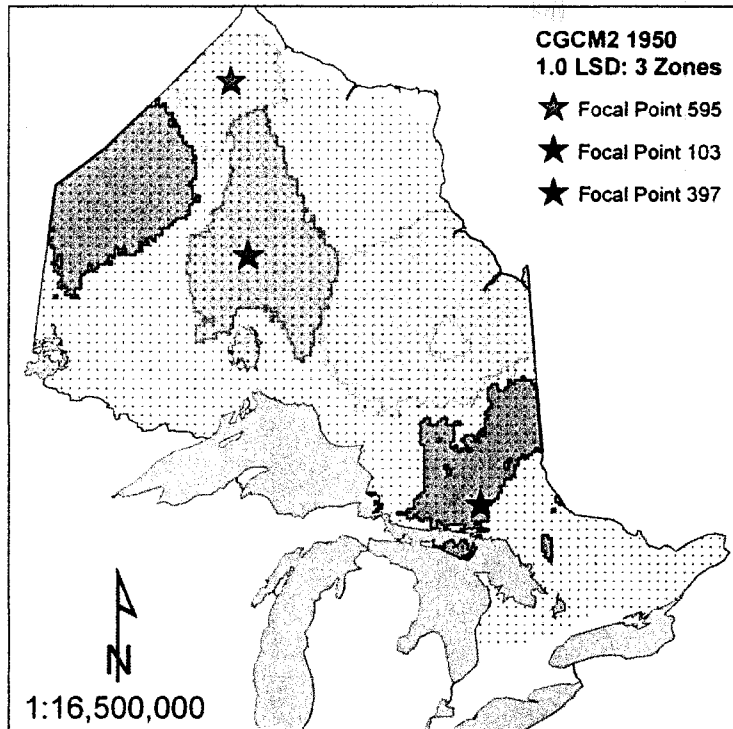 CGCM2 1950
1.0 LSD: 3 Zones
Focal Point 595
Focal Point 103
Focal Point 397
N
1:16,500,000